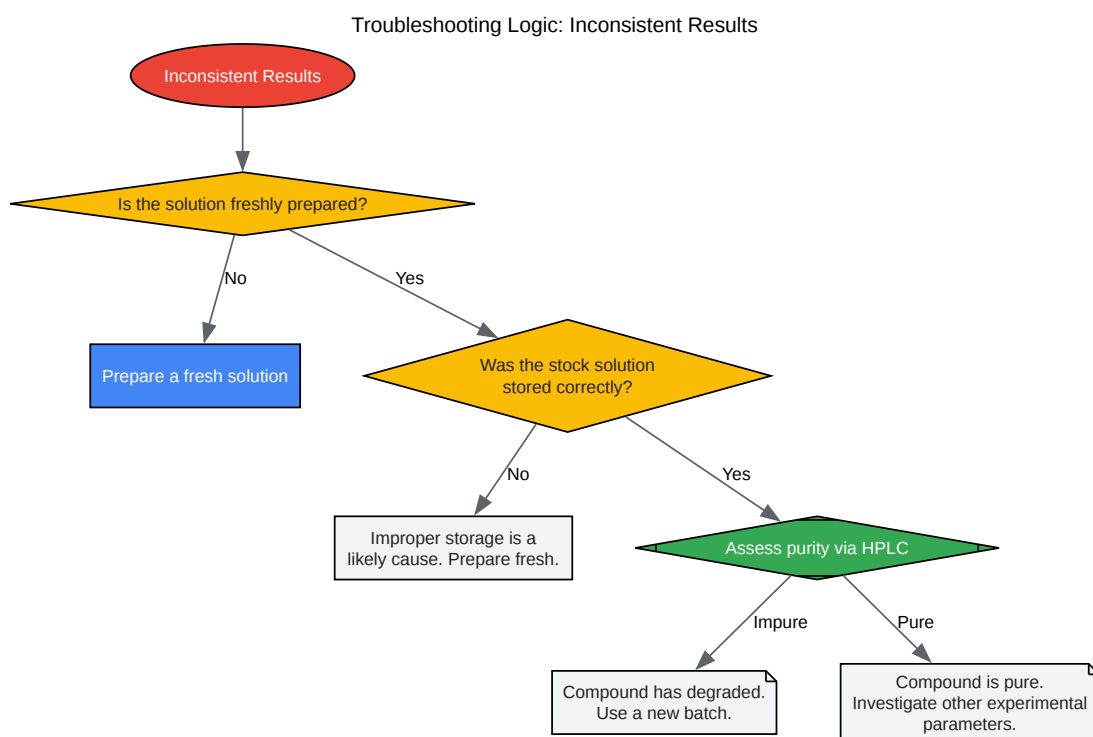 Troubleshooting Logic: Inconsistent Results
Inconsistent Results
Is the solution freshly prepared?
No
Yes
Prepare a fresh solution
Was the stock solution
stored correctly?
No
Yes
Improper storage is a
likely cause. Prepare fresh.
Assess purity via HPLC
Impure
Pure
Compound has degraded.
Use a new batch.
Compound is pure.
Investigate other experimental
parameters.